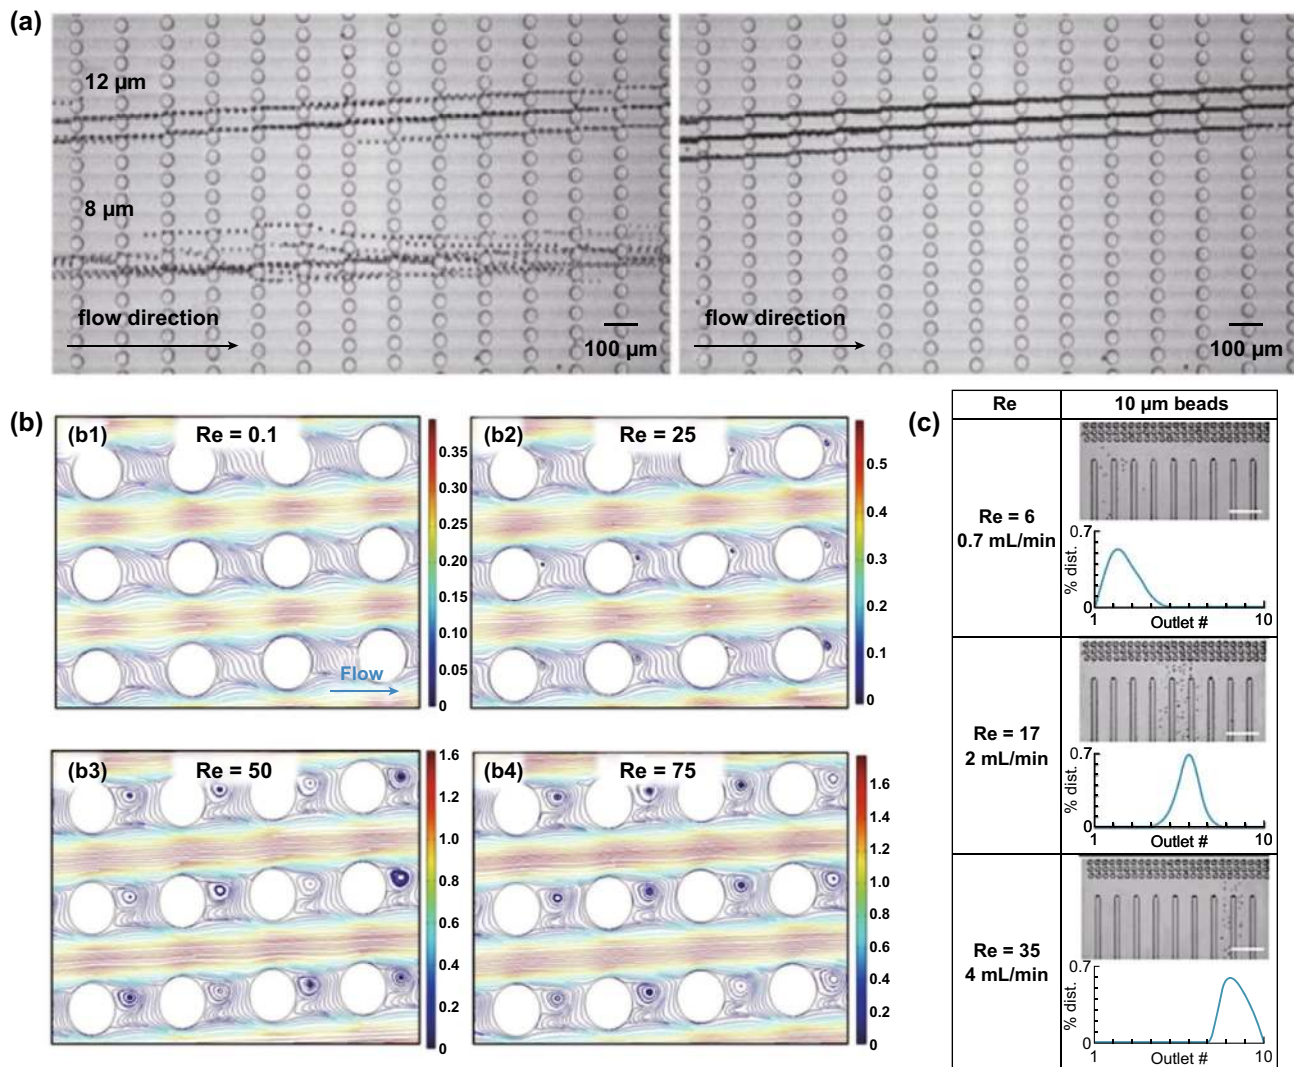 (a)
12 µm
8 µm
flow direction
100 µm
flow direction
100 µm
(b)
(b1) Re = 0.1
Flow
0.35
0.30
0.25
0.20
0.15
0.10
0.05
0
(b2) Re = 25
0.5
0.4
0.3
0.2
0.1
0
(b3) Re = 50
1.6
1.4
1.2
1.0
0.8
0.6
0.4
0.2
0
(b4) Re = 75
1.6
1.4
1.2
1.0
0.8
0.6
0.4
0.2
0
(c)
Re 10 µm beads
Re = 6
0.7 mL/min
0.7
% dist.
0
1 10
Outlet #
Re = 17
2 mL/min
0.7
% dist.
0
1 10
Outlet #
Re = 35
4 mL/min
0.7
% dist.
0
1 10
Outlet #